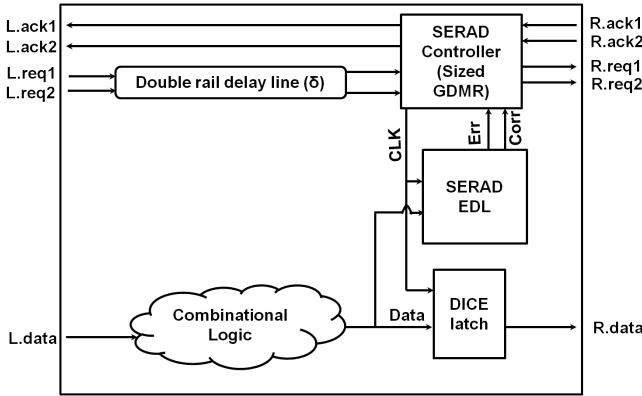 L.ack1
L.ack2
L.req1
L.req2
Double rail delay line (δ)
SERAD
Controller
(Sized
GDMR)
R.ack1
R.ack2
R.req1
R.req2
CLK
Err
Corr
SERAD
EDL
Combinational
Logic
Data
DICE
latch
L.data
R.data